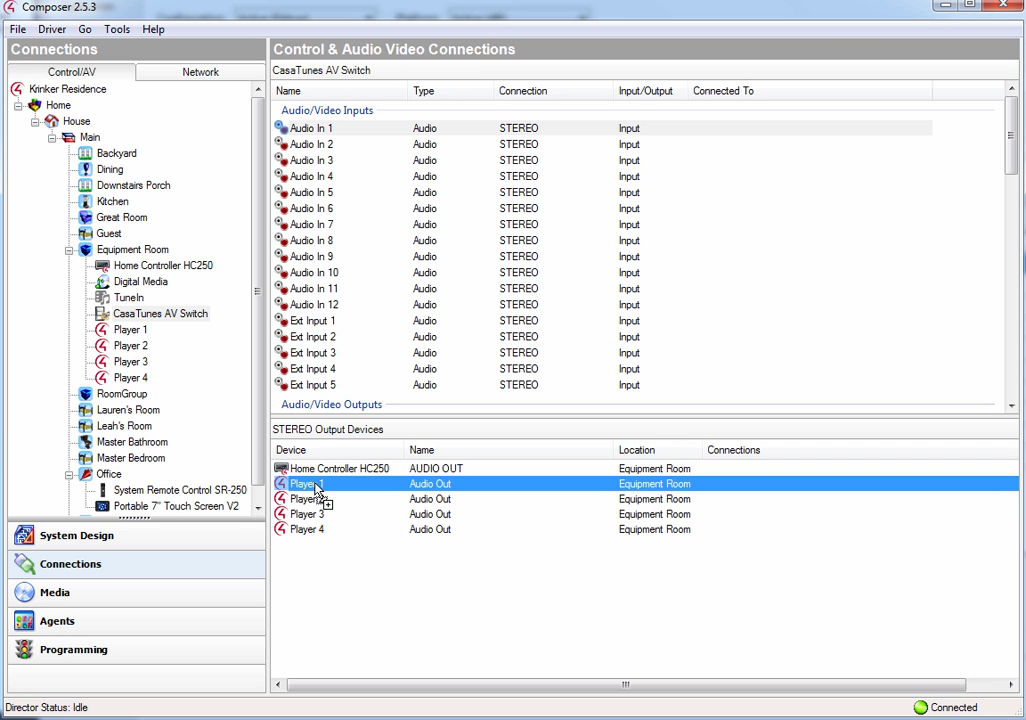 Composer 2.5.3
File Driver Go Tools Help
Connections
Control/AV Network
Krinker Residence
Home
House
Main
Backyard
Dining
Downstairs Porch
Kitchen
Great Room
Guest
Equipment Room
Home Controller HC250
Digital Media
TuneIn
CasaTunes AV Switch
Player 1
Player 2
Player 3
Player 4
RoomGroup
Lauren's Room
Leah's Room
Master Bathroom
Master Bedroom
Office
System Remote Control SR-250
Portable 7" Touch Screen V2
System Design
Connections
Media
Agents
Programming
Control & Audio Video Connections
CasaTunes AV Switch
Name Type Connection Input/Output Connected To
Audio/Video Inputs
Audio In 1 Audio STEREO Input
Audio In 2 Audio STEREO Input
Audio In 3 Audio STEREO Input
Audio In 4 Audio STEREO Input
Audio In 5 Audio STEREO Input
Audio In 6 Audio STEREO Input
Audio In 7 Audio STEREO Input
Audio In 8 Audio STEREO Input
Audio In 9 Audio STEREO Input
Audio In 10 Audio STEREO Input
Audio In 11 Audio STEREO Input
Audio In 12 Audio STEREO Input
Ext Input 1 Audio STEREO Input
Ext Input 2 Audio STEREO Input
Ext Input 3 Audio STEREO Input
Ext Input 4 Audio STEREO Input
Ext Input 5 Audio STEREO Input
Audio/Video Outputs
STEREO Output Devices
Device Name Location Connections
Home Controller HC250 AUDIO OUT Equipment Room
Player 1 Audio Out Equipment Room
Player Audio Out Equipment Room
Player 3 Audio Out Equipment Room
Player 4 Audio Out Equipment Room
Director Status: Idle
Connected